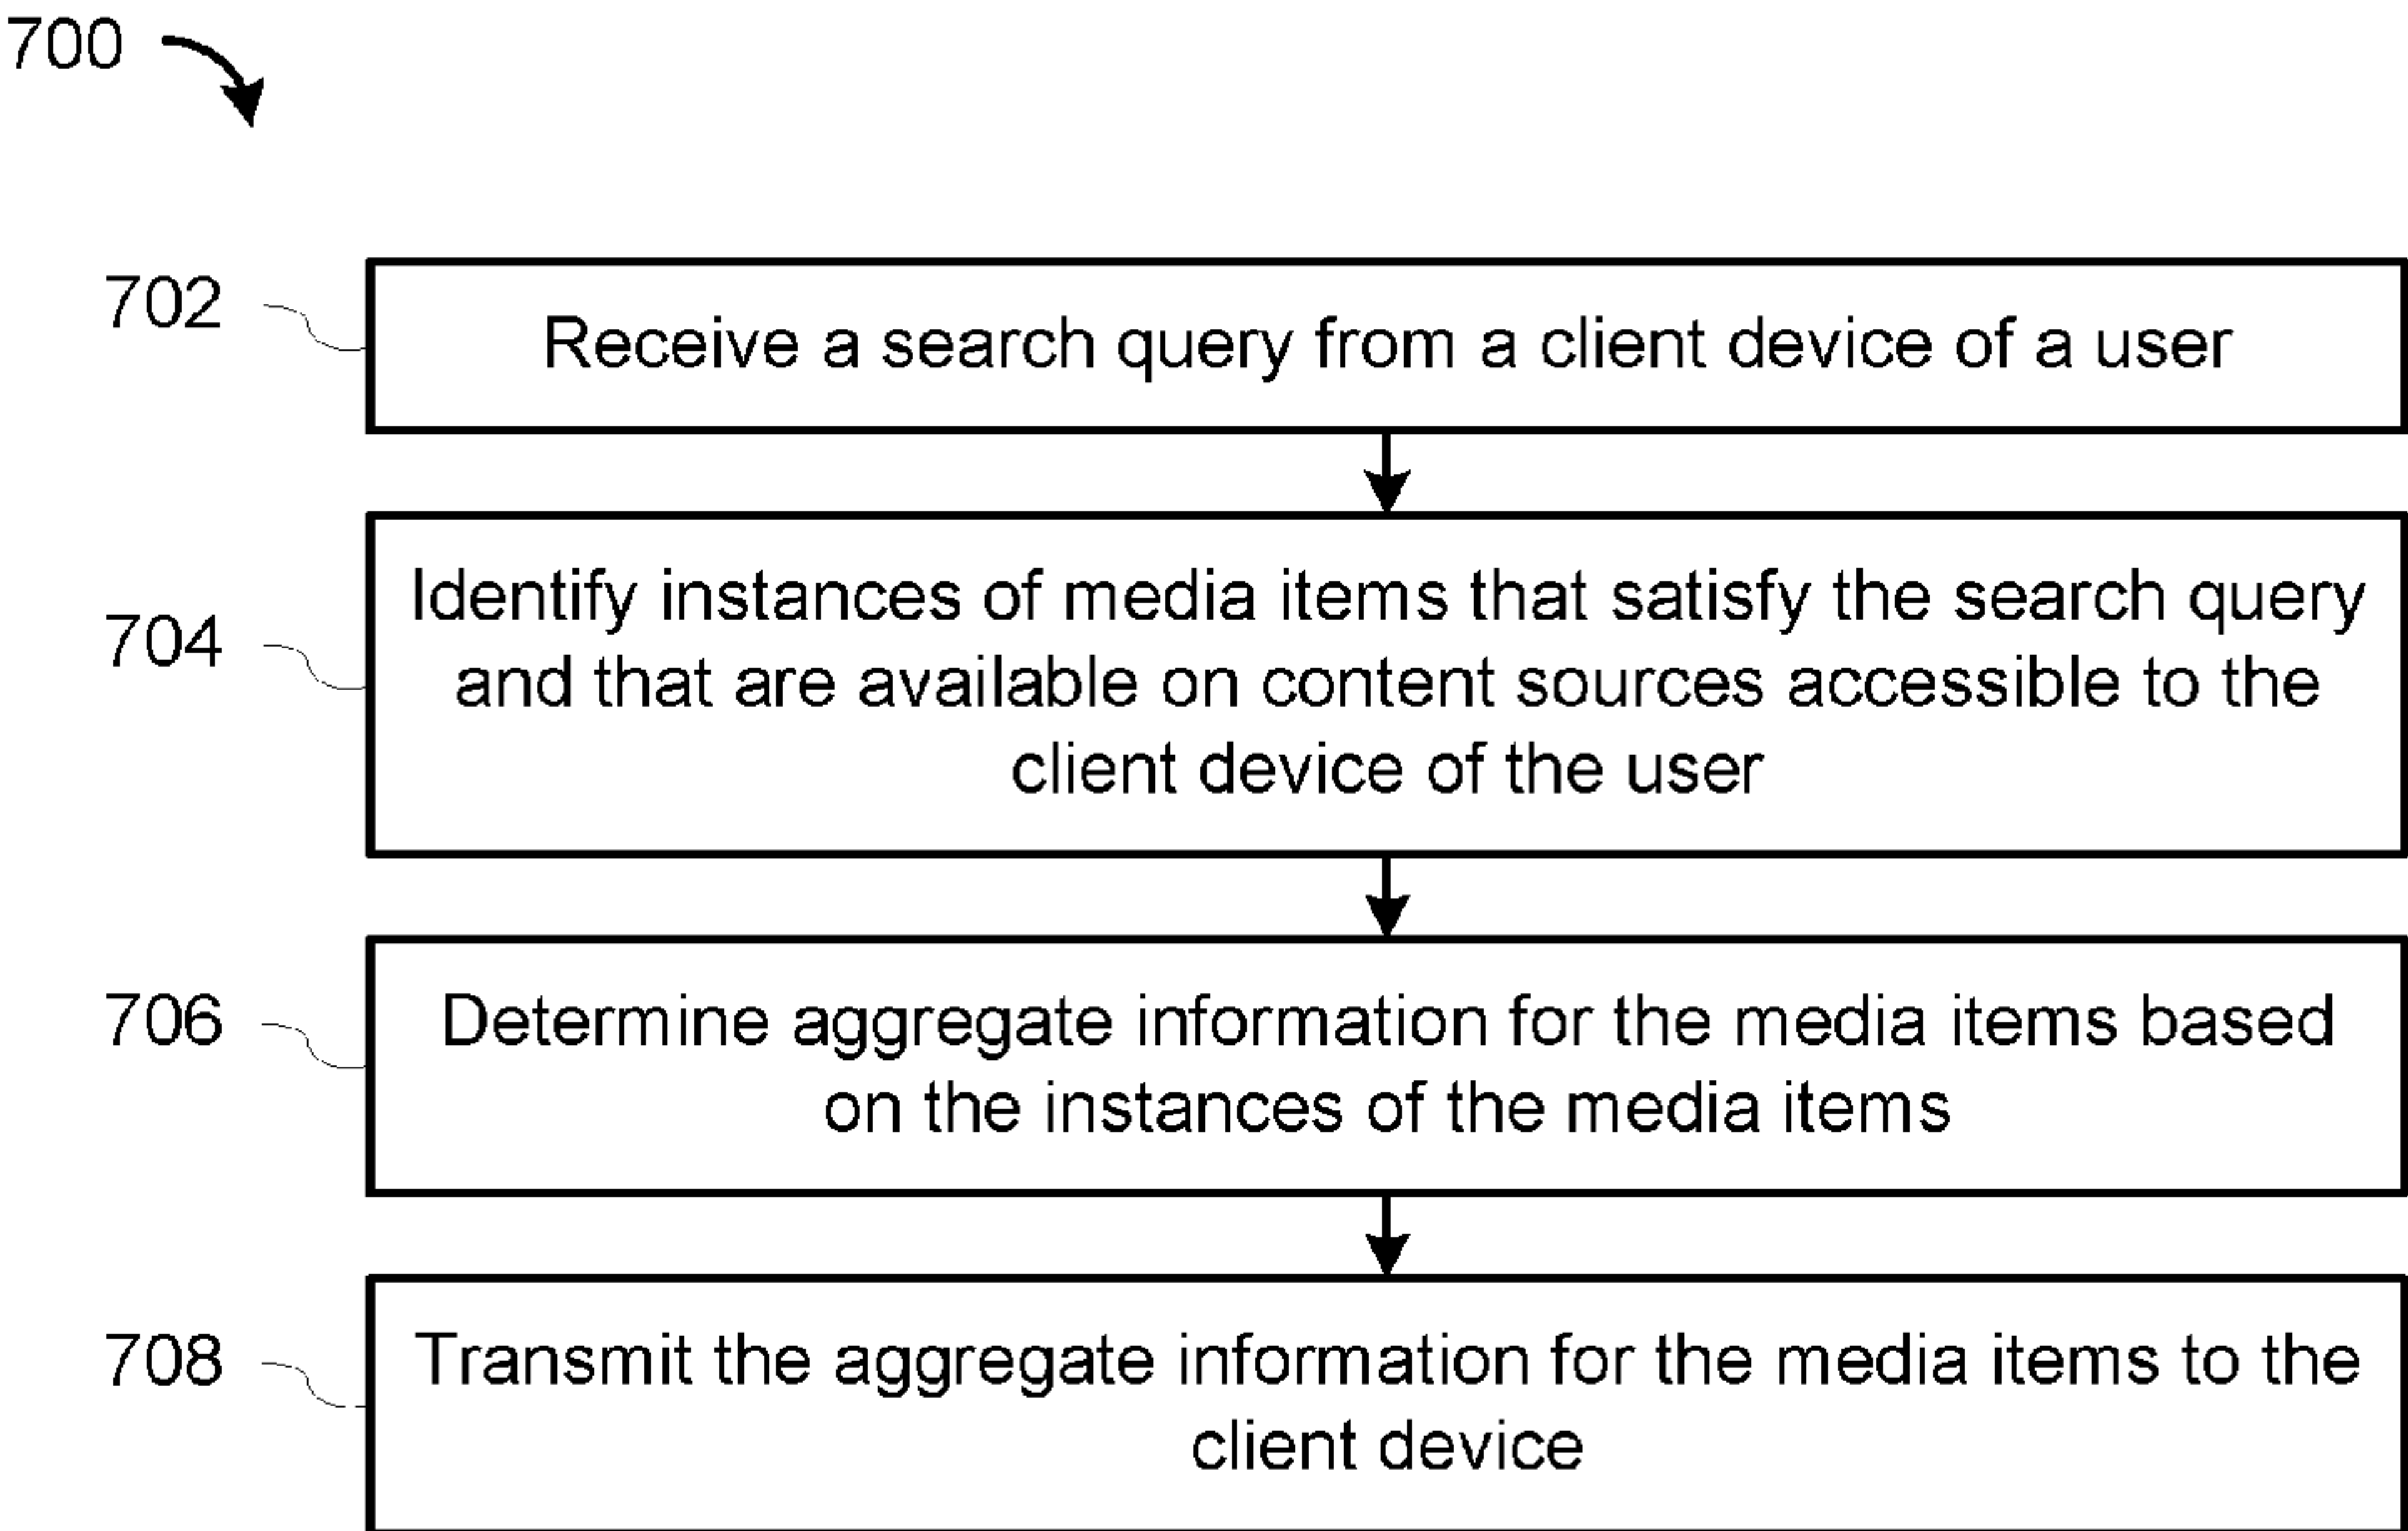 700
702
Receive a search query from a client device of a user
704
Identify instances of media items that satisfy the search query
and that are available on content sources accessible to the
client device of the user
706
Determine aggregate information for the media items based
on the instances of the media items
708
Transmit the aggregate information for the media items to the
client device